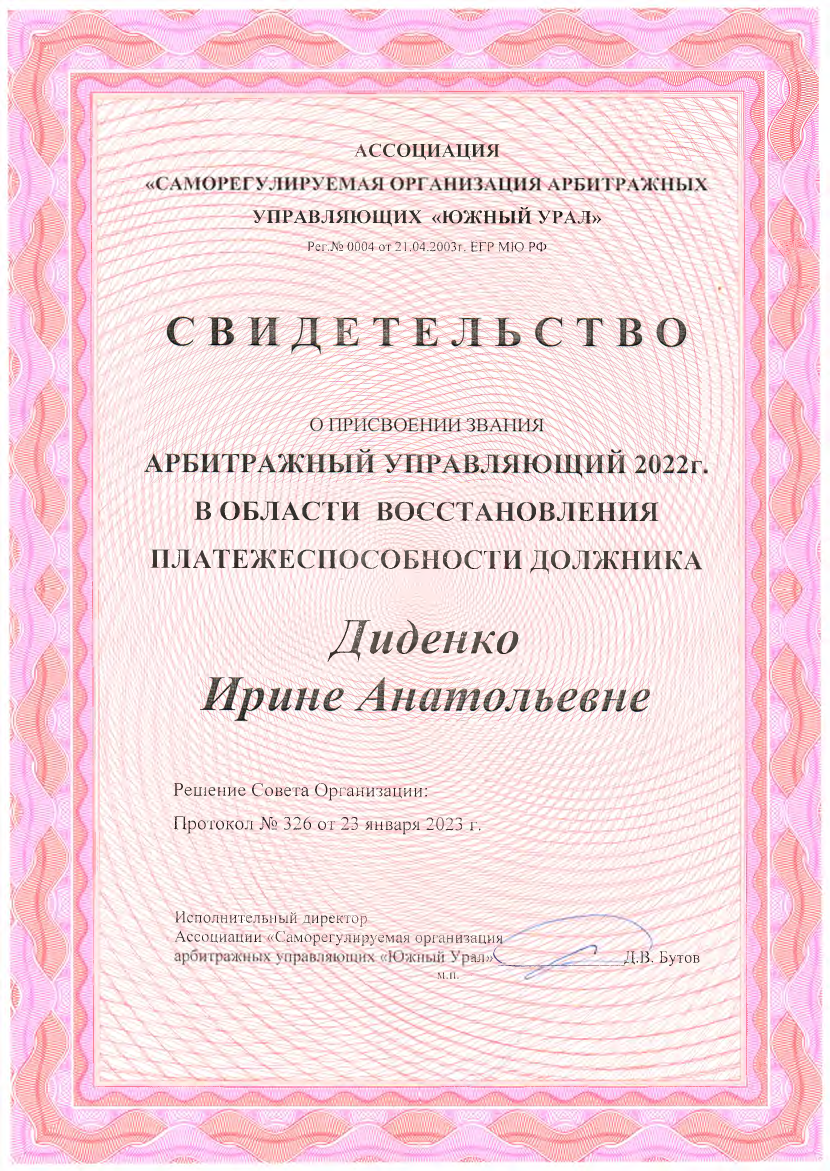 АССОЦИАЦИЯ
«САМОРЕГУЛИРУЕМАЯ ОРГАНИЗАЦИЯ АРБИТРАЖНЫХ
УПРАВЛЯЮЩИХ «ЮЖНЫЙ УРАЛ»
Рег.№ 0004 от 21.04.2003г. ЕГР МЮ РФ
СВИДЕТЕЛЬСТВО
О ПРИСВОЕНИИ ЗВАНИЯ
АРБИТРАЖНЫЙ УПРАВЛЯЮЩИЙ 2022г.
В ОБЛАСТИ ВОССТАНОВЛЕНИЯ
ПЛАТЕЖЕСПОСОБНОСТИ ДОЛЖНИКА
Диденко
Ирине Анатольевне
Решение Совета Организации:
Протокол № 326 от 23 января 2023 г.
Исполнительный директор
Ассоциации «Саморегулируемая организация
арбитражных управляющих «Южный Урал» Д.В. Бутов
м.п.